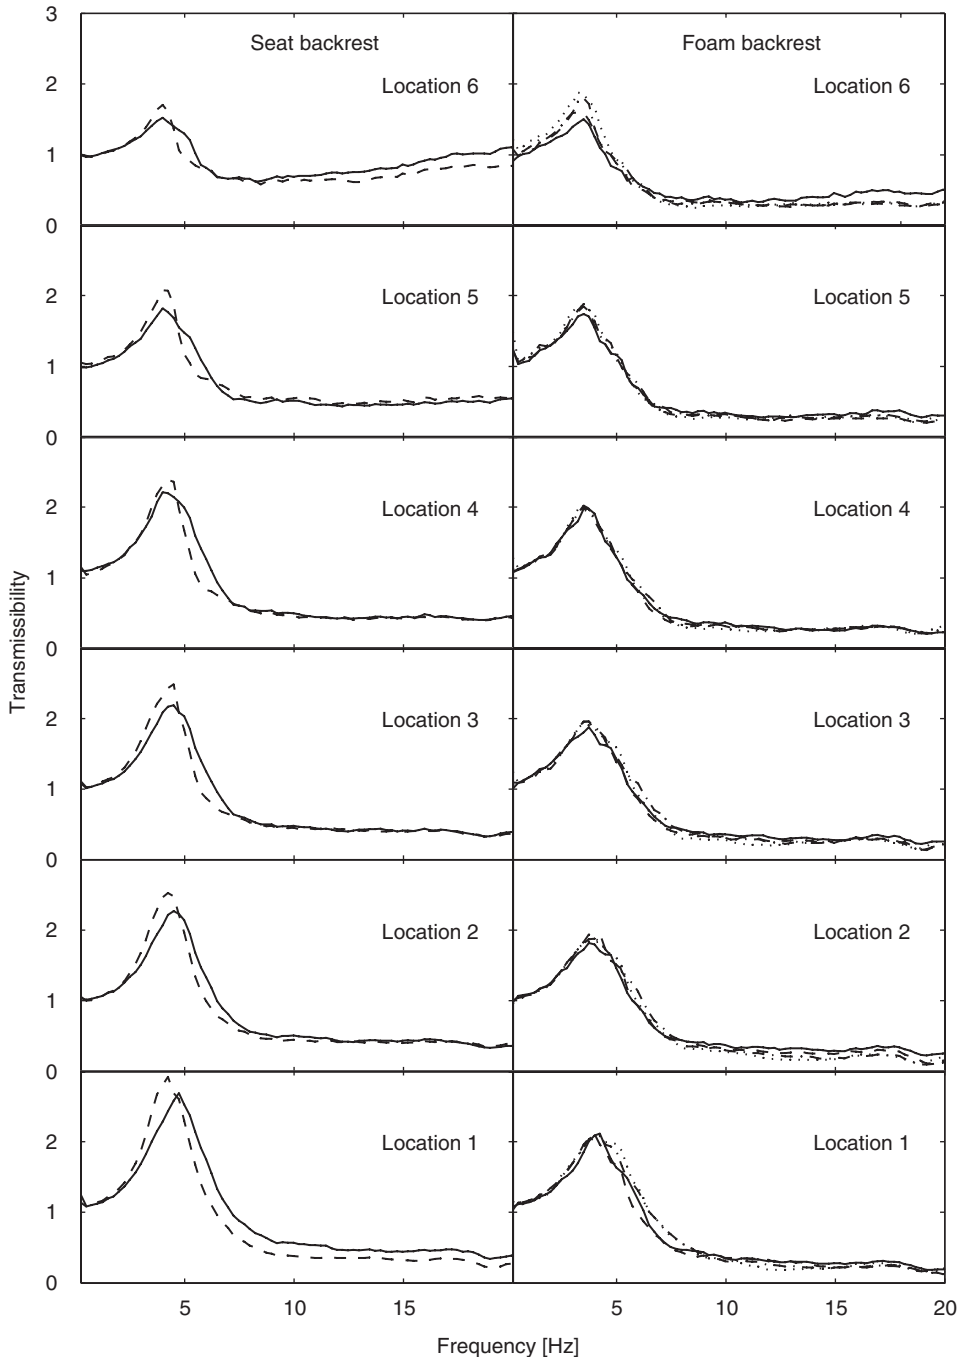 3
Seat backrest
Foam backrest
2
Location 6
Location 6
1
0
2
Location 5
Location 5
1
0
2
Location 4
Location 4
1
0
Transmissibility
2
Location 3
Location 3
1
0
2
Location 2
Location 2
1
0
2
Location 1
Location 1
1
0
5 10 15 5 10 15 20
Frequency [Hz]